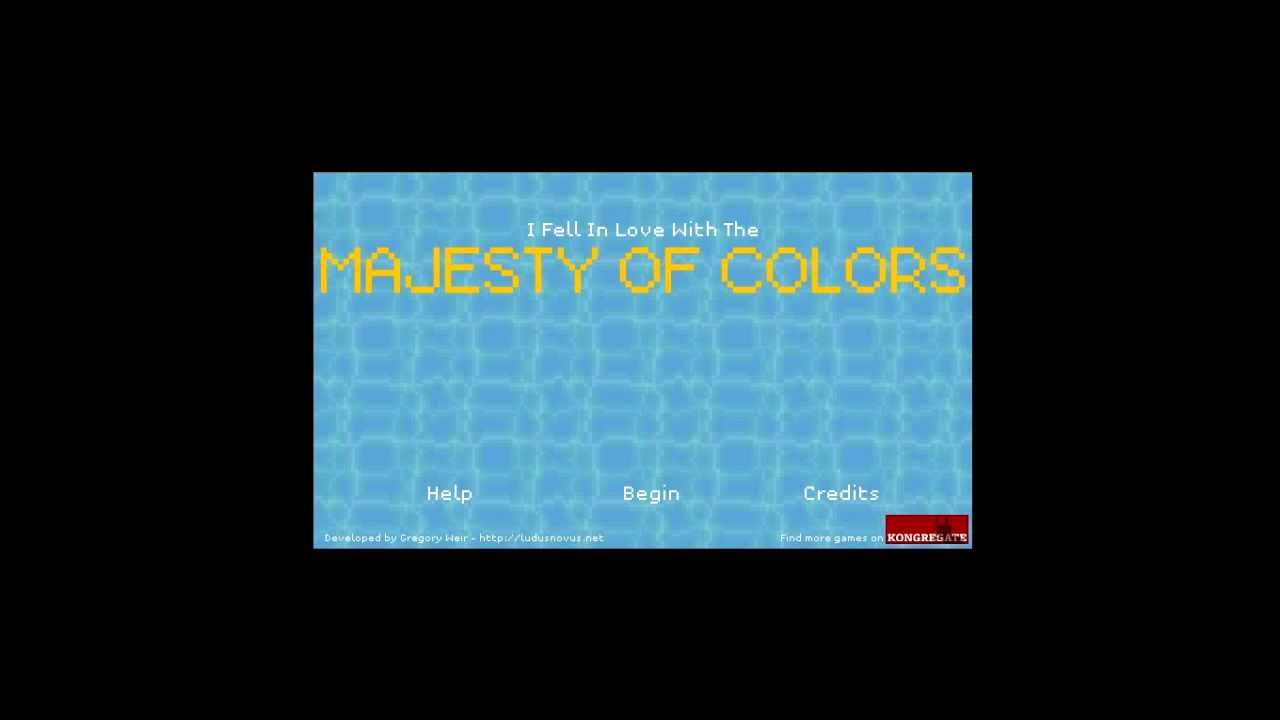 I Fell In Love With The
MAJESTY OF COLORS
Help Begin Credits
Developed by Gregory Weir - http://ludusnovus.net
Find more games on KONGREGATE